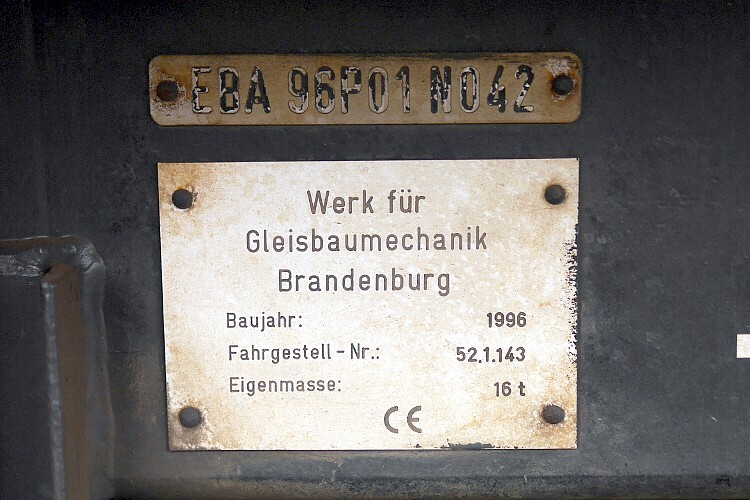 EBA 96P01 N042
Werk für
Gleisbaumechanik
Brandenburg
Baujahr: 1996
Fahrgestell-Nr.: 52.1.143
Eigenmasse: 16 t
CE